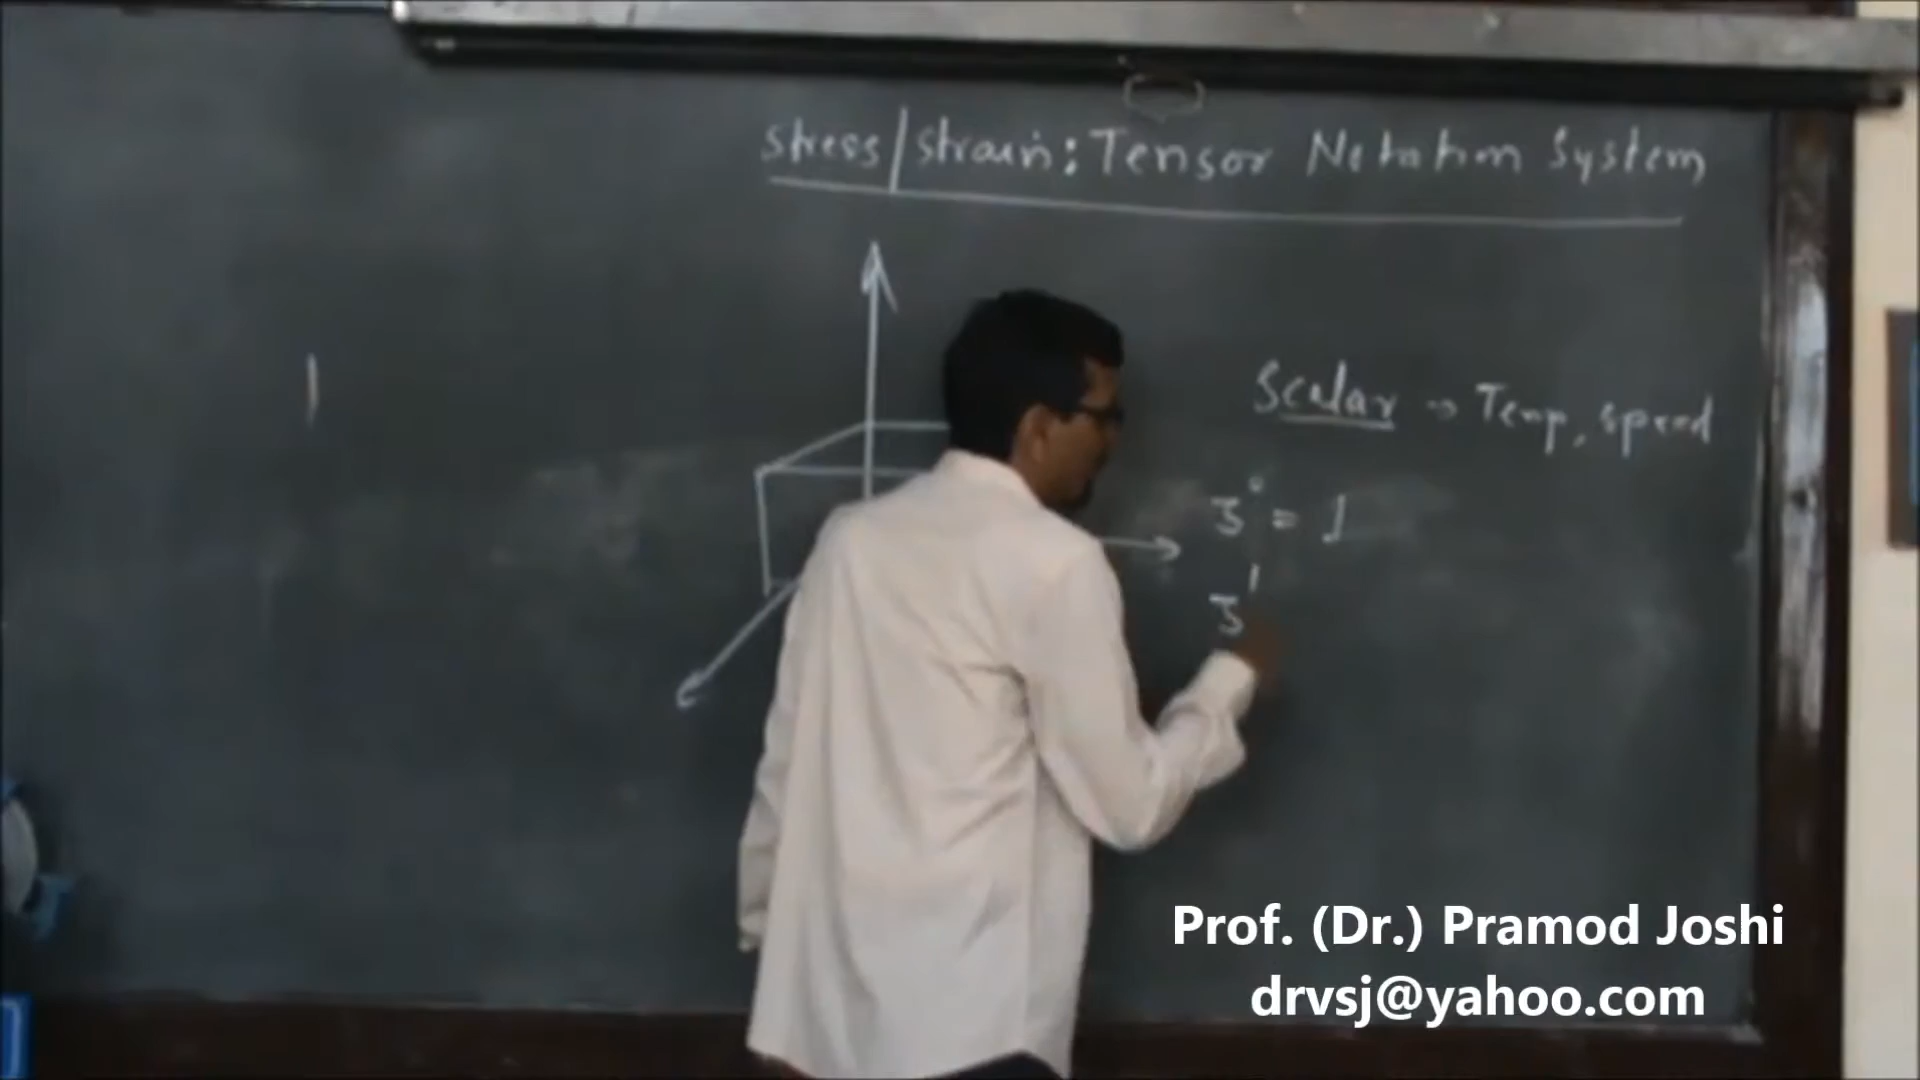 stress/strain: Tensor Notation System
Scalar → Temp, speed
3⁰ = 1
3¹
Prof. (Dr.) Pramod Joshi
drvsj@yahoo.com